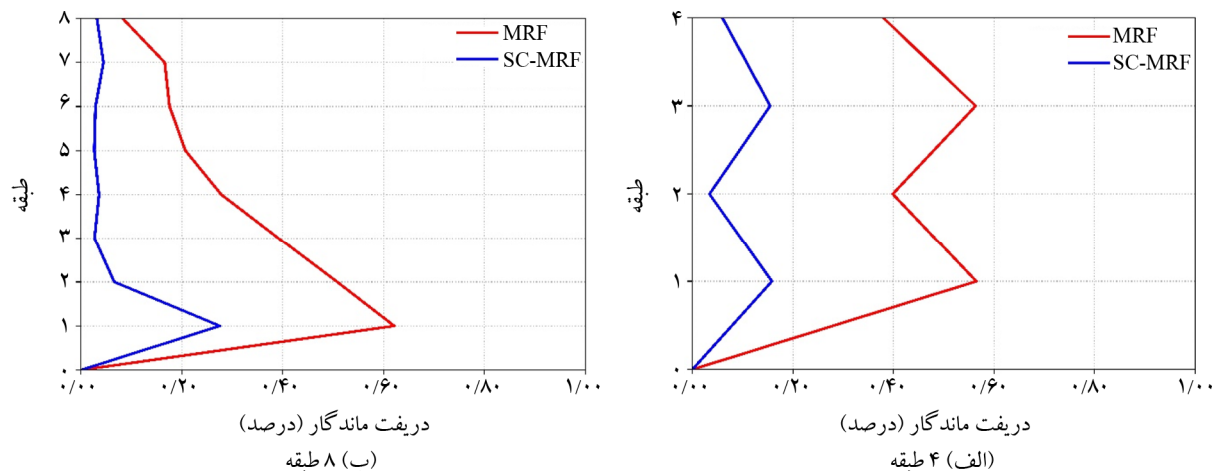 ۸
۷
۶
۵
۴
۳
۲
۱
۰
طبقه
MRF
SC-MRF
۰/۰۰ ۰/۲۰ ۰/۴۰ ۰/۶۰ ۰/۸۰ ۱/۰۰
دریفت ماندگار (درصد)
(ب) ۸ طبقه
۴
۳
۲
۱
۰
طبقه
MRF
SC-MRF
۰/۰۰ ۰/۲۰ ۰/۴۰ ۰/۶۰ ۰/۸۰ ۱/۰۰
دریفت ماندگار (درصد)
(الف) ۴ طبقه